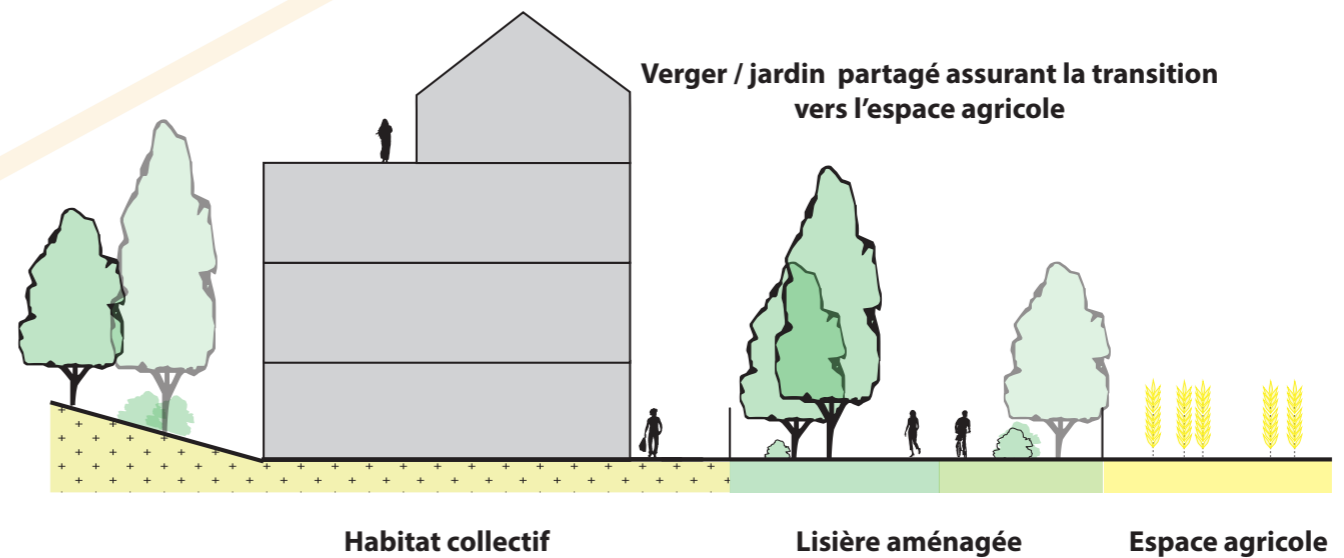 Verger / jardin partagé assurant la transition
vers l'espace agricole
Habitat collectif
Lisière aménagée
Espace agricole